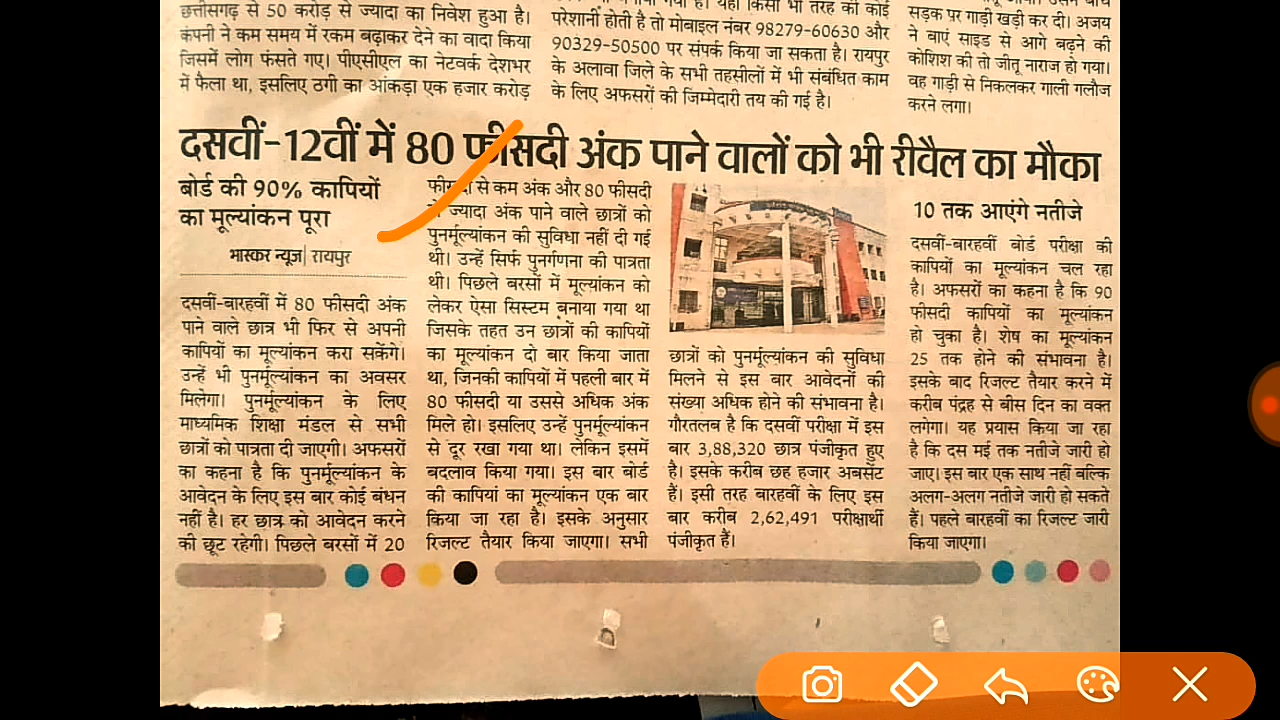 छत्तीसगढ़ से 50 करोड़ से ज्यादा का निवेश हुआ है।
कंपनी ने कम समय में रकम बढ़ाकर देने का वादा किया
जिसमें लोग फंसते गए। पीएसीएल का नेटवर्क देशभर
में फैला था, इसलिए ठगी का आंकड़ा एक हजार करोड़
परेशानी होती है तो मोबाइल नंबर 98279-60630 और
90329-50500 पर संपर्क किया जा सकता है। रायपुर
के अलावा जिले के सभी तहसीलों में भी संबंधित काम
के लिए अफसरों की जिम्मेदारी तय की गई है।
सड़क पर गाड़ी खड़ी कर दी। अजय
ने वाएं साइड से आगे बढ़ने की
कोशिश की तो जीतू नाराज हो गया।
वह गाड़ी से निकलकर गाली गलौज
करने लगा।
दसवीं-12वीं में 80 फीसदी अंक पाने वालों को भी रीवैल का मौका
बोर्ड की 90% कापियों
का मूल्यांकन पूरा
भास्कर न्यूज| रायपुर
दसवीं-बारहवीं में 80 फीसदी अंक
पाने वाले छात्र भी फिर से अपनी
कापियों का मूल्यांकन करा सकेंगे।
उन्हें भी पुनर्मूल्यांकन का अवसर
मिलेगा। पुनर्मूल्यांकन के लिए
माध्यमिक शिक्षा मंडल से सभी
छात्रों को पात्रता दी जाएगी। अफसरों
का कहना है कि पुनर्मूल्यांकन के
आवेदन के लिए इस बार कोई बंधन
नहीं है। हर छात्र को आवेदन करने
की छूट रहेगी। पिछले बरसों में 20
फीसदी से कम अंक और 80 फीसदी
से ज्यादा अंक पाने वाले छात्रों को
पुनर्मूल्यांकन की सुविधा नहीं दी गई
थी। उन्हें सिर्फ पुनर्गणना की पात्रता
थी। पिछले बरसों में मूल्यांकन को
लेकर ऐसा सिस्टम बनाया गया था
जिसके तहत उन छात्रों की कापियों
का मूल्यांकन दो बार किया जाता
था, जिनकी कापियों में पहली बार में
80 फीसदी या उससे अधिक अंक
मिले हो। इसलिए उन्हें पुनर्मूल्यांकन
से दूर रखा गया था। लेकिन इसमें
बदलाव किया गया। इस बार बोर्ड
की कापियां का मूल्यांकन एक बार
किया जा रहा है। इसके अनुसार
रिजल्ट तैयार किया जाएगा। सभी
छात्रों को पुनर्मूल्यांकन की सुविधा
मिलने से इस बार आवेदनों की
संख्या अधिक होने की संभावना है।
गौरतलब है कि दसवीं परीक्षा में इस
बार 3,88,320 छात्र पंजीकृत हुए
है। इसके करीब छह हजार अबसेंट
हैं। इसी तरह बारहवीं के लिए इस
बार करीब 2,62,491 परीक्षार्थी
पंजीकृत हैं।
10 तक आएंगे नतीजे
दसवीं-बारहवीं बोर्ड परीक्षा की
कापियों का मूल्यांकन चल रहा
है। अफसरों का कहना है कि 90
फीसदी कापियों का मूल्यांकन
हो चुका है। शेष का मूल्यांकन
25 तक होने की संभावना है।
इसके बाद रिजल्ट तैयार करने में
करीब पंद्रह से बीस दिन का वक्त
लगेगा। यह प्रयास किया जा रहा
है कि दस मई तक नतीजे जारी हो
जाए। इस बार एक साथ नहीं बल्कि
अलग-अलग नतीजे जारी हो सकते
हैं। पहले बारहवीं का रिजल्ट जारी
किया जाएगा।